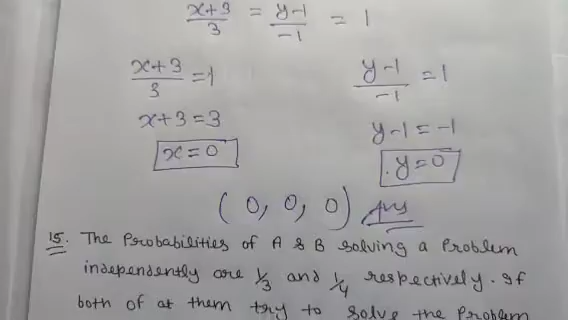 x+3/3 = y-1/-1 = 1
x+3/3 = 1
x+3 = 3
x = 0
y-1/-1 = 1
y-1 = -1
y = 0
(0, 0, 0) Ans
15. The Probabilities of A & B solving a Problem
independently are 1/3 and 1/4 respectively. If
both of at them try to solve the Problem